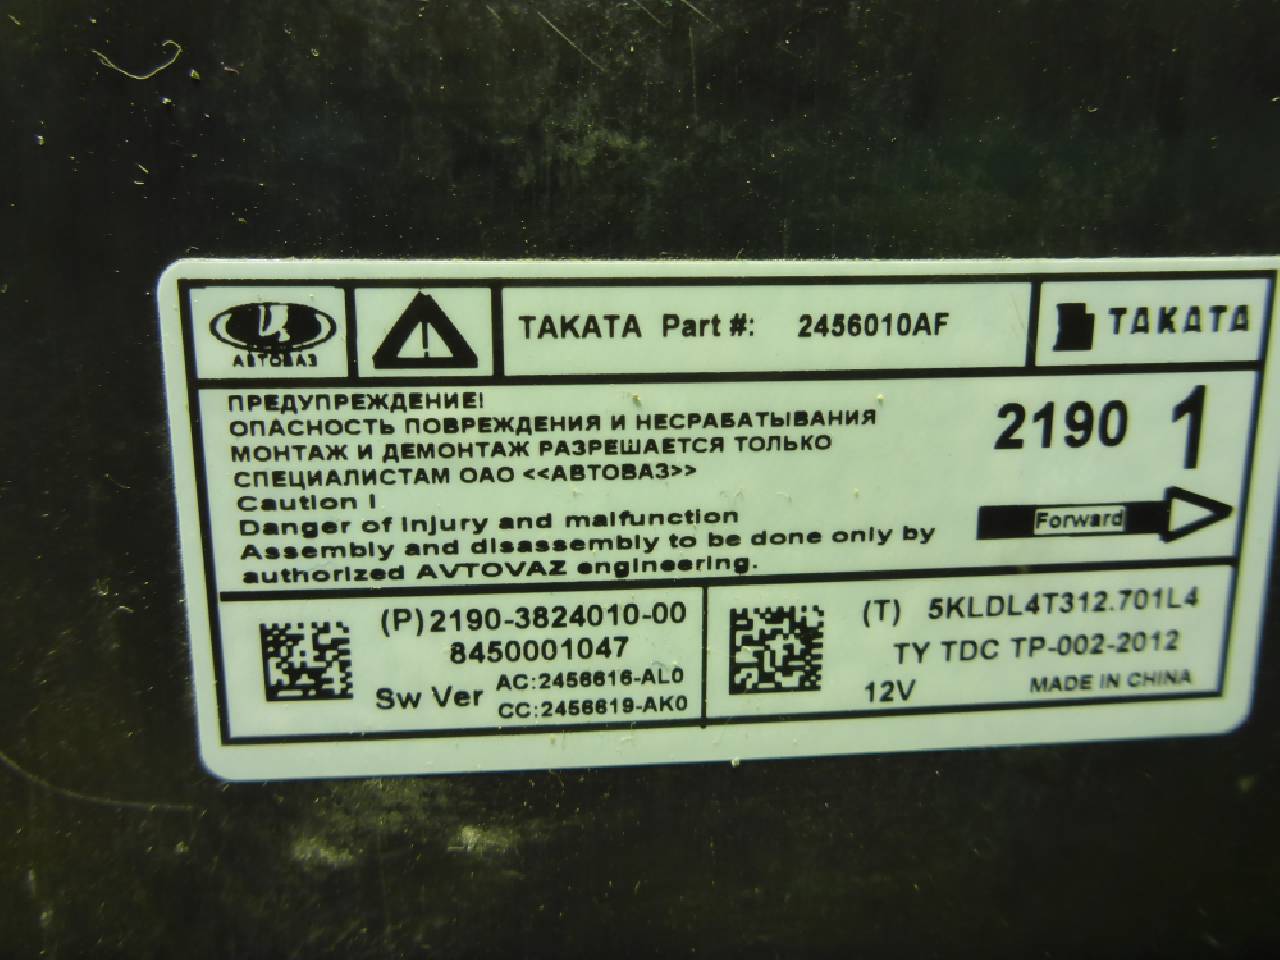 АВТОВАЗ
TAKATA Part #: 2456010AF
TAKATA
ПРЕДУПРЕЖДЕНИЕ!
ОПАСНОСТЬ ПОВРЕЖДЕНИЯ И НЕСРАБАТЫВАНИЯ
МОНТАЖ И ДЕМОНТАЖ РАЗРЕШАЕТСЯ ТОЛЬКО
СПЕЦИАЛИСТАМ ОАО <<АВТОВАЗ>>
Caution !
Danger of injury and malfunction
Assembly and disassembly to be done only by
authorized AVTOVAZ engineering.
2190 1
Forward
(P)2190-3824010-00
8450001047
Sw Ver
AC:2456616-AL0
CC:2456619-AK0
(T) 5KLDL4T312.701L4
TY TDC TP-002-2012
12V
MADE IN CHINA